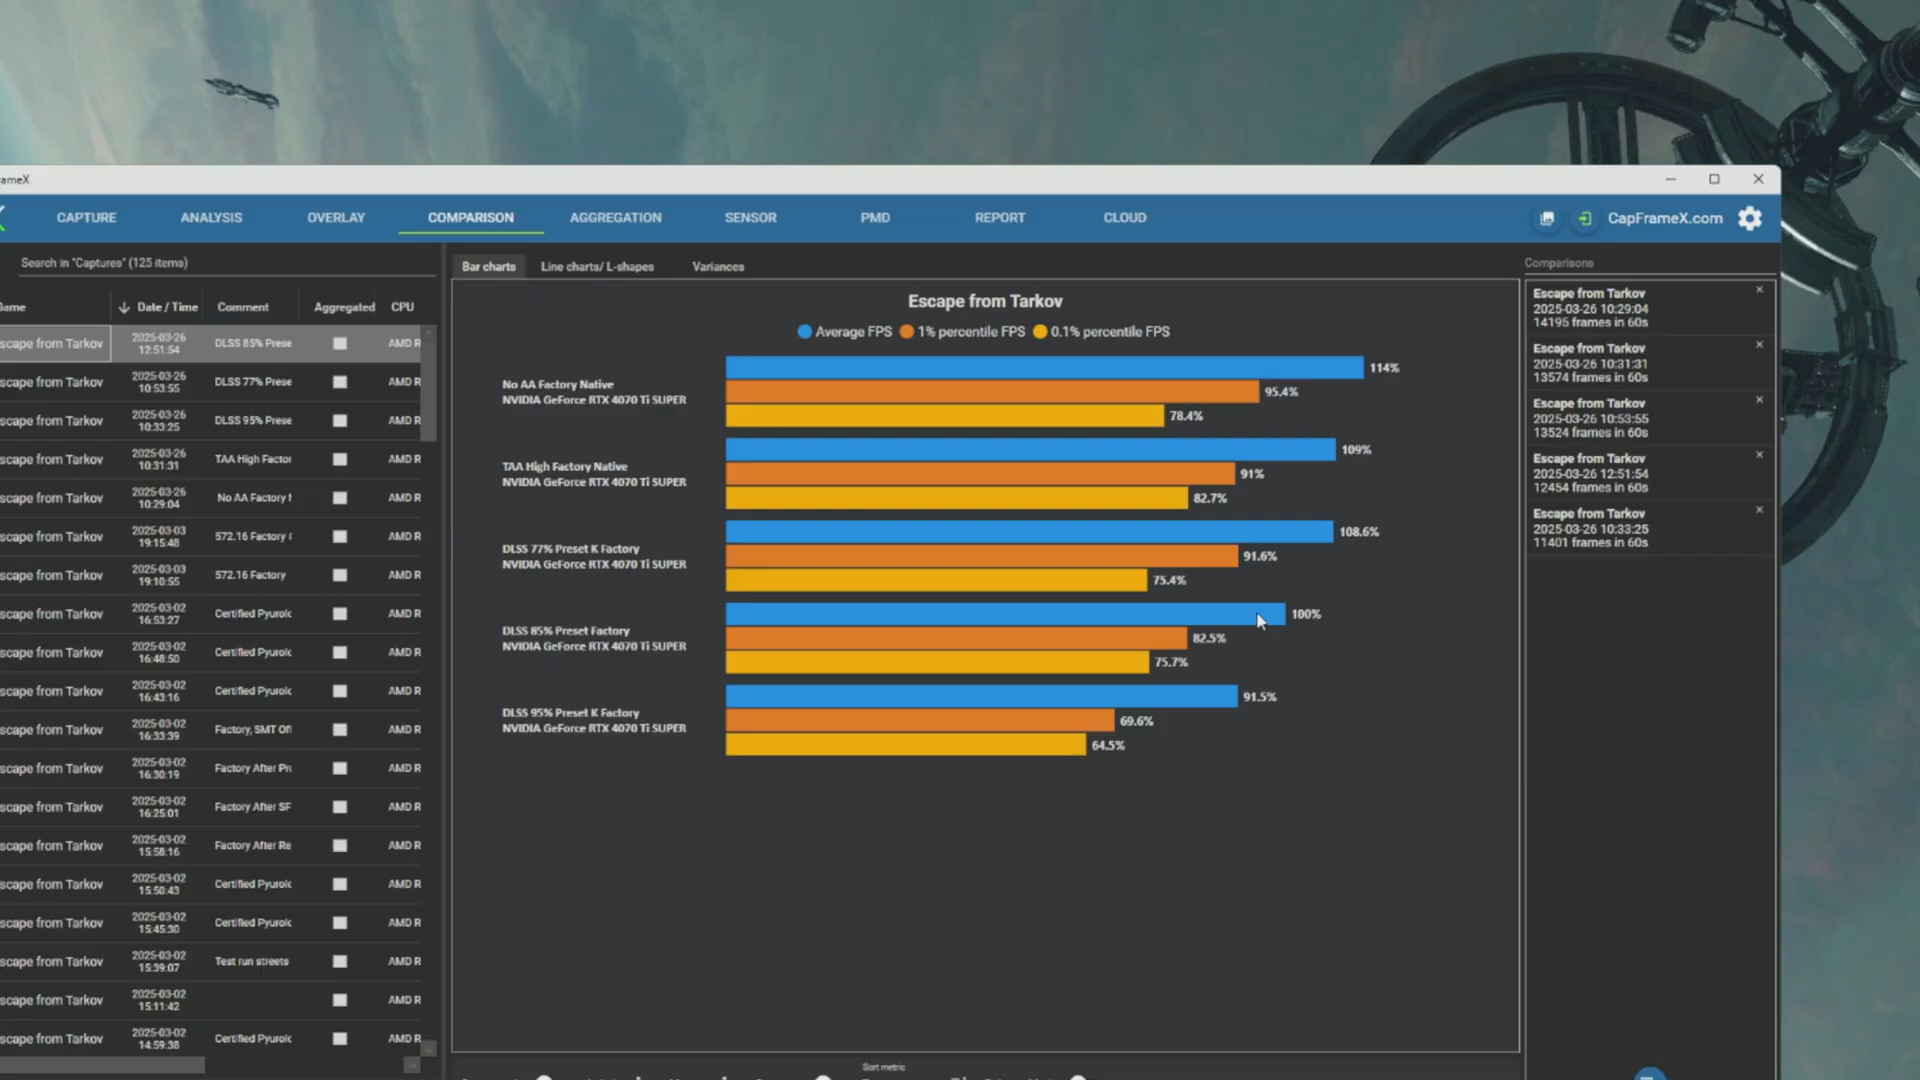 ameX
CAPTURE ANALYSIS OVERLAY COMPARISON AGGREGATION SENSOR PMD REPORT CLOUD CapFrameX.com
Search in "Captures" (125 items)
ame Date / Time Comment Aggregated CPU
scape from Tarkov 2025-03-26 12:51:54 DLSS 85% Prese AMD R
scape from Tarkov 2025-03-26 10:53:55 DLSS 77% Prese AMD R
scape from Tarkov 2025-03-26 10:33:25 DLSS 95% Prese AMD R
scape from Tarkov 2025-03-26 10:31:31 TAA High Factor AMD R
scape from Tarkov 2025-03-26 10:29:04 No AA Factory AMD R
scape from Tarkov 2025-03-03 19:15:48 572.16 Factory AMD R
scape from Tarkov 2025-03-03 19:10:55 572.16 Factory AMD R
scape from Tarkov 2025-03-02 16:53:27 Certified Pyurolc AMD R
scape from Tarkov 2025-03-02 16:48:50 Certified Pyurolc AMD R
scape from Tarkov 2025-03-02 16:43:16 Certified Pyurolc AMD R
scape from Tarkov 2025-03-02 16:33:39 Factory, SMT Off AMD R
scape from Tarkov 2025-03-02 16:30:19 Factory After Pr AMD R
scape from Tarkov 2025-03-02 16:25:01 Factory After SF AMD R
scape from Tarkov 2025-03-02 15:58:16 Factory After Re AMD R
scape from Tarkov 2025-03-02 15:50:43 Certified Pyurolc AMD R
scape from Tarkov 2025-03-02 15:45:30 Certified Pyurolc AMD R
scape from Tarkov 2025-03-02 15:39:07 Test run streets AMD R
scape from Tarkov 2025-03-02 15:11:42 AMD R
scape from Tarkov 2025-03-02 14:59:38 Certified Pyurolc AMD R
Bar charts Line charts/ L-shapes Variances
Escape from Tarkov
Average FPS 1% percentile FPS 0.1% percentile FPS
No AA Factory Native
NVIDIA GeForce RTX 4070 Ti SUPER
114%
95.4%
78.4%
TAA High Factory Native
NVIDIA GeForce RTX 4070 Ti SUPER
109%
91%
82.7%
DLSS 77% Preset K Factory
NVIDIA GeForce RTX 4070 Ti SUPER
108.6%
91.6%
75.4%
DLSS 85% Preset Factory
NVIDIA GeForce RTX 4070 Ti SUPER
100%
82.5%
75.7%
DLSS 95% Preset K Factory
NVIDIA GeForce RTX 4070 Ti SUPER
91.5%
69.6%
64.5%
Sort metric
Comparisons
Escape from Tarkov
2025-03-26 10:29:04
14195 frames in 60s
Escape from Tarkov
2025-03-26 10:31:31
13574 frames in 60s
Escape from Tarkov
2025-03-26 10:53:55
13524 frames in 60s
Escape from Tarkov
2025-03-26 12:51:54
12454 frames in 60s
Escape from Tarkov
2025-03-26 10:33:25
11401 frames in 60s